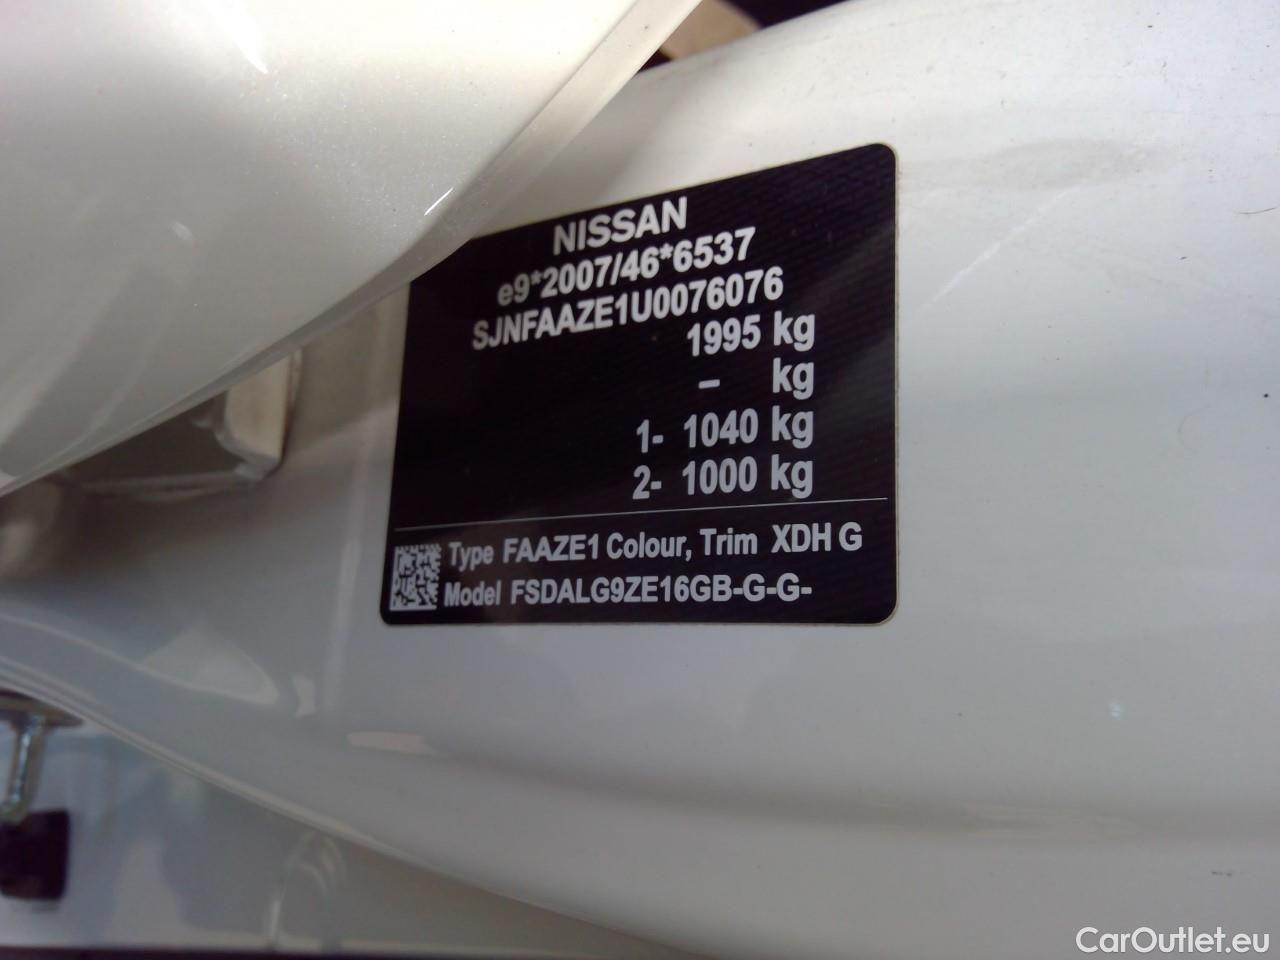 NISSAN
e9*2007/46*6537
SJNFAAZE1U0076076
1995 kg
– kg
1- 1040 kg
2- 1000 kg
Type FAAZE1 Colour, Trim XDH G
Model FSDALG9ZE16GB-G-G-
CarOutlet.eu